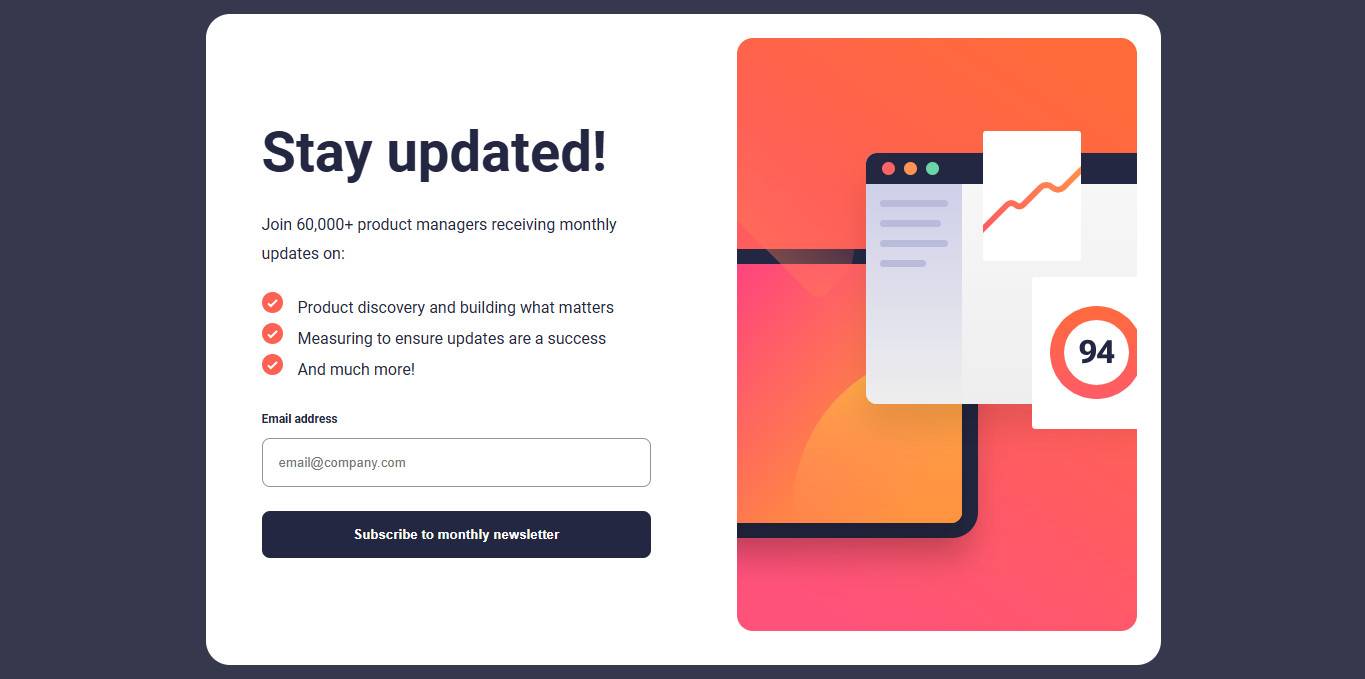 Stay updated!
Join 60,000+ product managers receiving monthly
updates on:
Product discovery and building what matters
Measuring to ensure updates are a success
And much more!
Email address
email@company.com
Subscribe to monthly newsletter
94